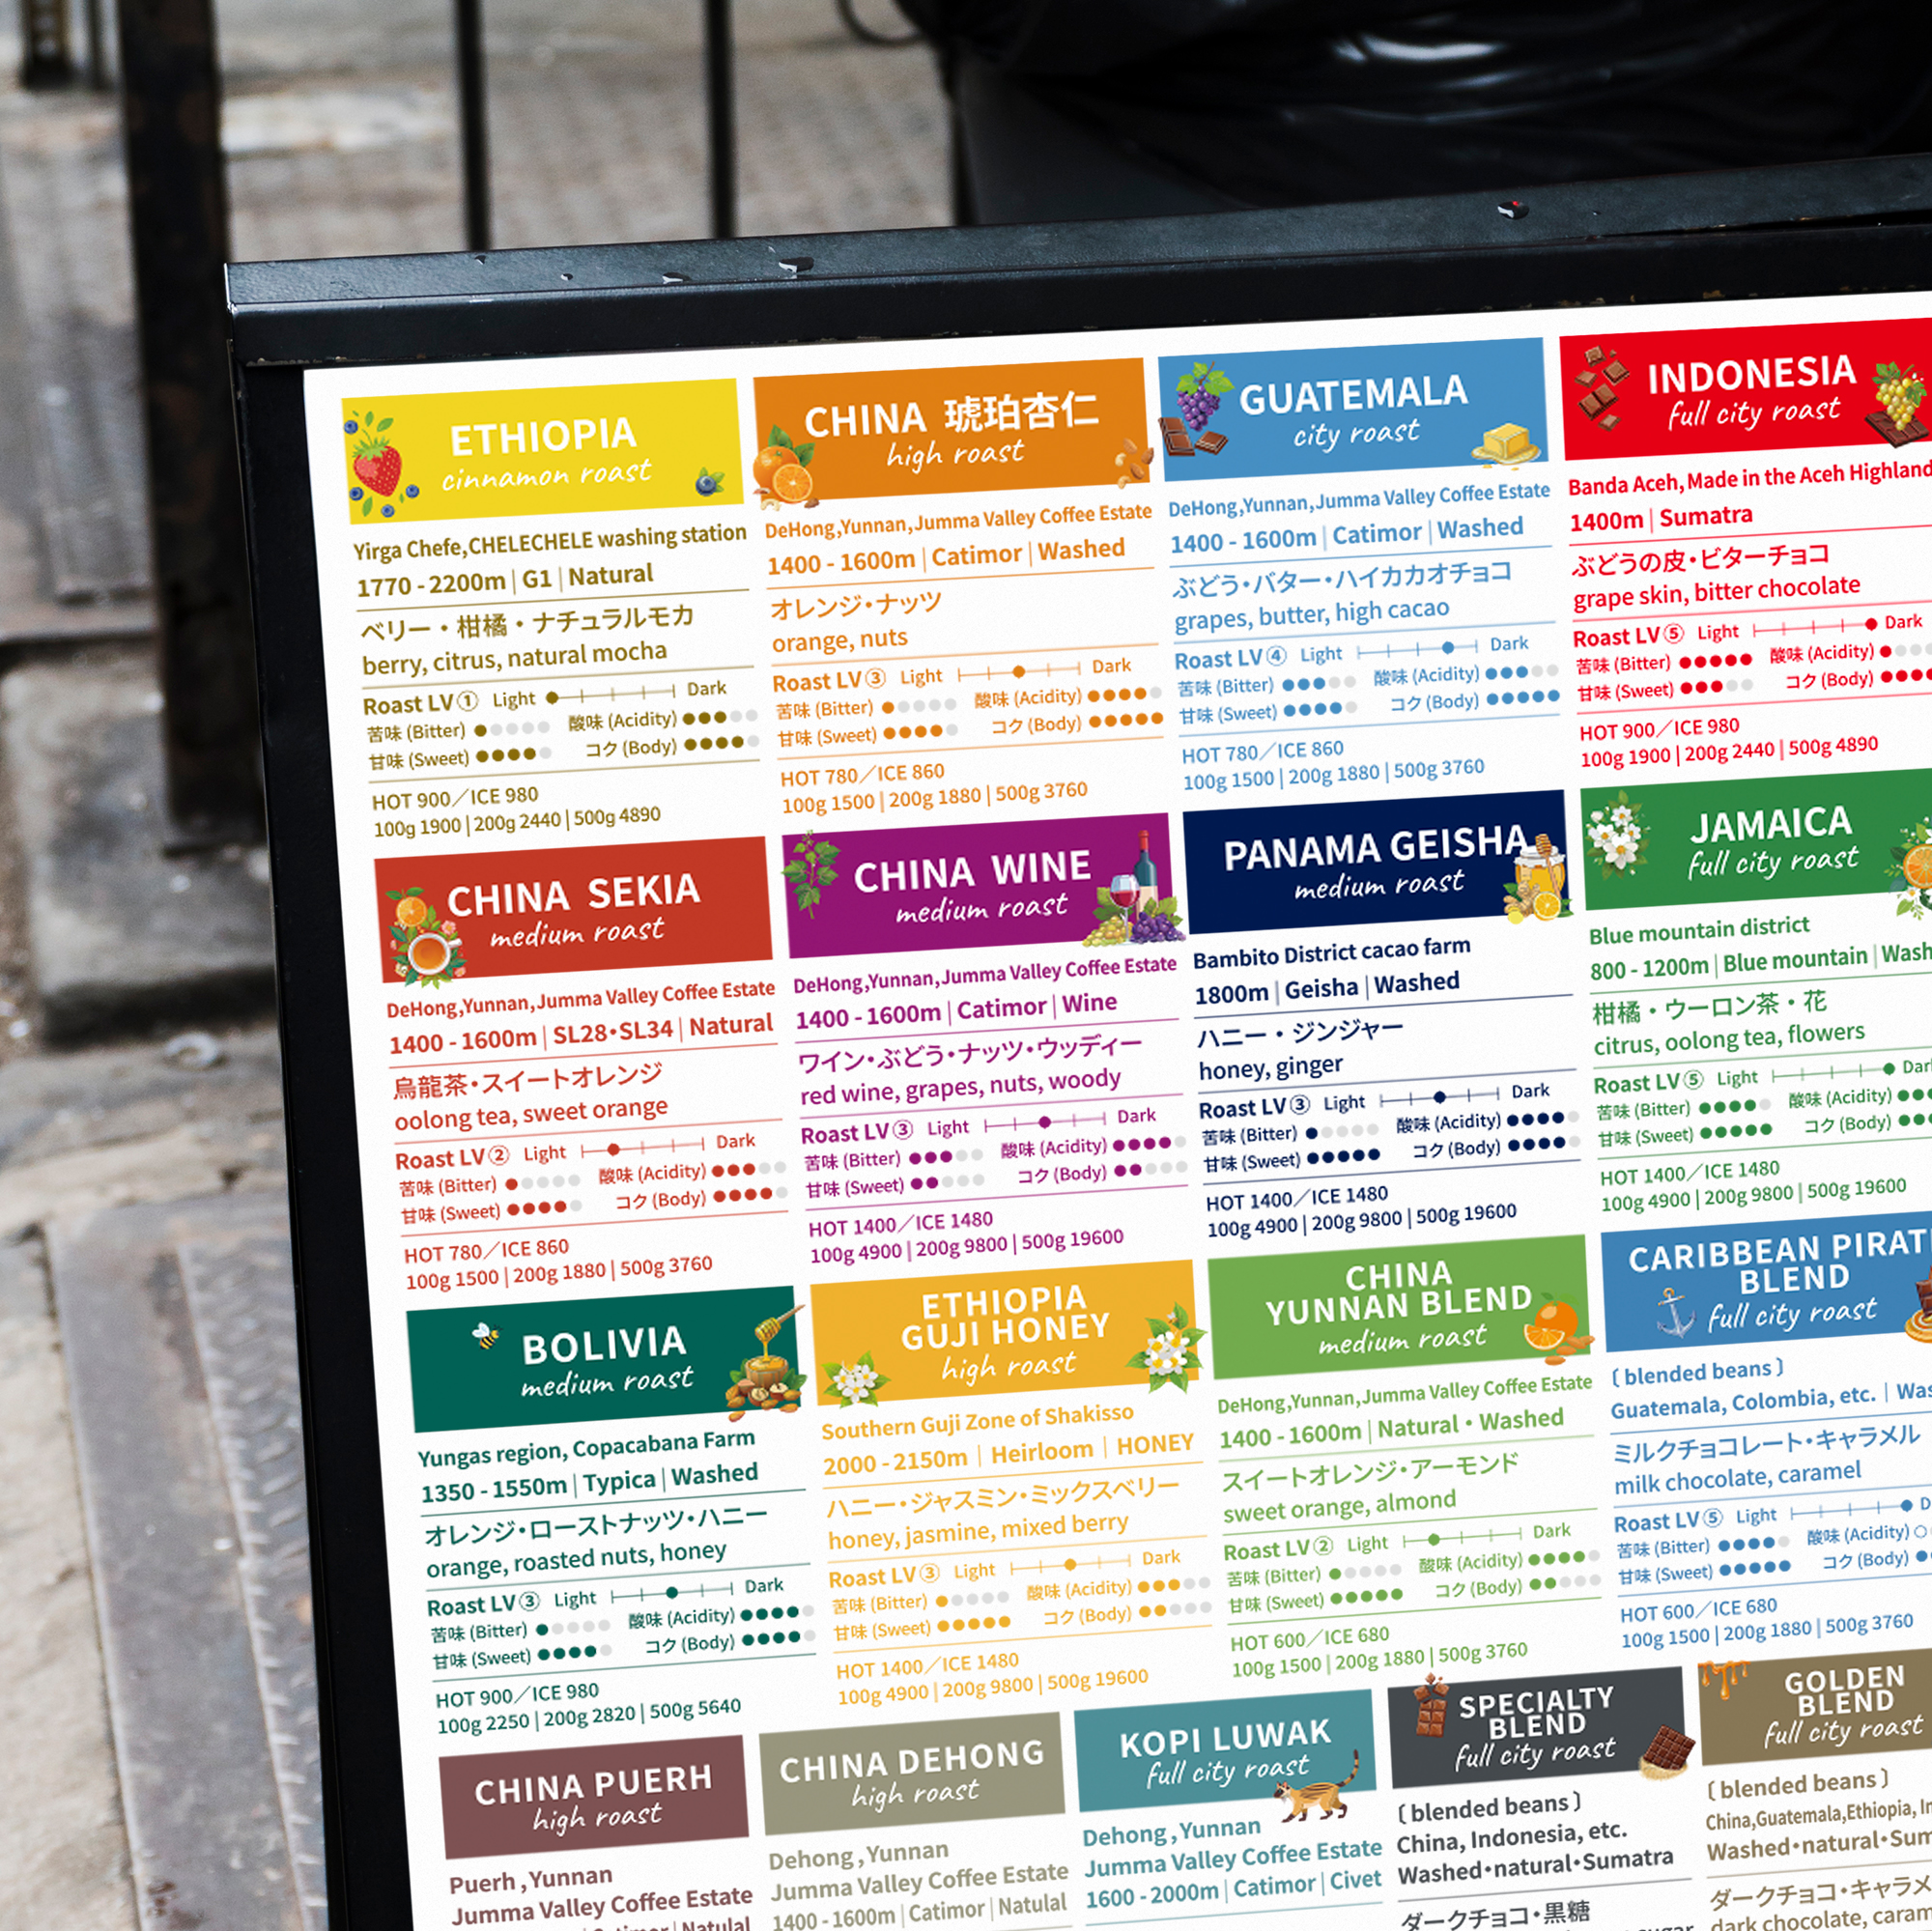 ETHIOPIA
cinnamon roast
Yirga Chefe,CHELECHELE washing station
1770 - 2200m | G1 | Natural
ベリー・柑橘・ナチュラルモカ
berry, citrus, natural mocha
Roast LV① Light Dark
苦味 (Bitter) 酸味 (Acidity)
甘味 (Sweet) コク (Body)
HOT 900／ICE 980
100g 1900 | 200g 2440 | 500g 4890
CHINA 琥珀杏仁
high roast
DeHong,Yunnan,Jumma Valley Coffee Estate
1400 - 1600m | Catimor | Washed
オレンジ・ナッツ
orange, nuts
Roast LV③ Light Dark
苦味 (Bitter) 酸味 (Acidity)
甘味 (Sweet) コク (Body)
HOT 780／ICE 860
100g 1500 | 200g 1880 | 500g 3760
GUATEMALA
city roast
DeHong,Yunnan,Jumma Valley Coffee Estate
1400 - 1600m | Catimor | Washed
ぶどう・バター・ハイカカオチョコ
grapes, butter, high cacao
Roast LV④ Light Dark
苦味 (Bitter) 酸味 (Acidity)
甘味 (Sweet) コク (Body)
HOT 780／ICE 860
100g 1500 | 200g 1880 | 500g 3760
INDONESIA
full city roast
Banda Aceh, Made in the Aceh Highland
1400m | Sumatra
ぶどうの皮・ビターチョコ
grape skin, bitter chocolate
Roast LV⑤ Light Dark
苦味 (Bitter) 酸味 (Acidity)
甘味 (Sweet) コク (Body)
HOT 900／ICE 980
100g 1900 | 200g 2440 | 500g 4890
CHINA SEKIA
medium roast
DeHong,Yunnan,Jumma Valley Coffee Estate
1400 - 1600m | SL28・SL34 | Natural
烏龍茶・スイートオレンジ
oolong tea, sweet orange
Roast LV② Light Dark
苦味 (Bitter) 酸味 (Acidity)
甘味 (Sweet) コク (Body)
HOT 780／ICE 860
100g 1500 | 200g 1880 | 500g 3760
CHINA WINE
medium roast
DeHong,Yunnan,Jumma Valley Coffee Estate
1400 - 1600m | Catimor | Wine
ワイン・ぶどう・ナッツ・ウッディー
red wine, grapes, nuts, woody
Roast LV③ Light Dark
苦味 (Bitter) 酸味 (Acidity)
甘味 (Sweet) コク (Body)
HOT 1400／ICE 1480
100g 4900 | 200g 9800 | 500g 19600
PANAMA GEISHA
medium roast
Bambito District cacao farm
1800m | Geisha | Washed
ハニー・ジンジャー
honey, ginger
Roast LV③ Light Dark
苦味 (Bitter) 酸味 (Acidity)
甘味 (Sweet) コク (Body)
HOT 1400／ICE 1480
100g 4900 | 200g 9800 | 500g 19600
JAMAICA
full city roast
Blue mountain district
800 - 1200m | Blue mountain | Wash
柑橘・ウーロン茶・花
citrus, oolong tea, flowers
Roast LV⑤ Light Dar
苦味 (Bitter) 酸味 (Acidity)
甘味 (Sweet) コク (Body)
HOT 1400／ICE 1480
100g 4900 | 200g 9800 | 500g 19600
BOLIVIA
medium roast
Yungas region, Copacabana Farm
1350 - 1550m | Typica | Washed
オレンジ・ローストナッツ・ハニー
orange, roasted nuts, honey
Roast LV③ Light Dark
苦味 (Bitter) 酸味 (Acidity)
甘味 (Sweet) コク (Body)
HOT 900／ICE 980
100g 2250 | 200g 2820 | 500g 5640
ETHIOPIA
GUJI HONEY
high roast
Southern Guji Zone of Shakisso
2000 - 2150m | Heirloom | HONEY
ハニー・ジャスミン・ミックスベリー
honey, jasmine, mixed berry
Roast LV③ Light Dark
苦味 (Bitter) 酸味 (Acidity)
甘味 (Sweet) コク (Body)
HOT 1400／ICE 1480
100g 4900 | 200g 9800 | 500g 19600
CHINA
YUNNAN BLEND
medium roast
DeHong,Yunnan,Jumma Valley Coffee Estate
1400 - 1600m | Natural・Washed
スイートオレンジ・アーモンド
sweet orange, almond
Roast LV② Light Dark
苦味 (Bitter) 酸味 (Acidity)
甘味 (Sweet) コク (Body)
HOT 600／ICE 680
100g 1500 | 200g 1880 | 500g 3760
CARIBBEAN PIRAT
BLEND
full city roast
〔blended beans〕
Guatemala, Colombia, etc. | Was
ミルクチョコレート・キャラメル
milk chocolate, caramel
Roast LV⑤ Light D
苦味 (Bitter) 酸味 (Acidity)
甘味 (Sweet) コク (Body)
HOT 600／ICE 680
100g 1500 | 200g 1880 | 500g 3760
CHINA PUERH
high roast
Puerh ,Yunnan
Jumma Valley Coffee Estate
Catimor | Natulal
CHINA DEHONG
high roast
Dehong ,Yunnan
Jumma Valley Coffee Estate
1400 - 1600m | Catimor | Natulal
KOPI LUWAK
full city roast
Dehong ,Yunnan
Jumma Valley Coffee Estate
1600 - 2000m | Catimor | Civet
SPECIALTY
BLEND
full city roast
〔blended beans〕
China, Indonesia, etc.
Washed・natural・Sumatra
ダークチョコ・黒糖
GOLDEN
BLEND
full city roast
〔blended beans〕
China,Guatemala,Ethiopia, In
Washed・natural・Sum
ダークチョコ・キャラメ
dark chocolate, caram